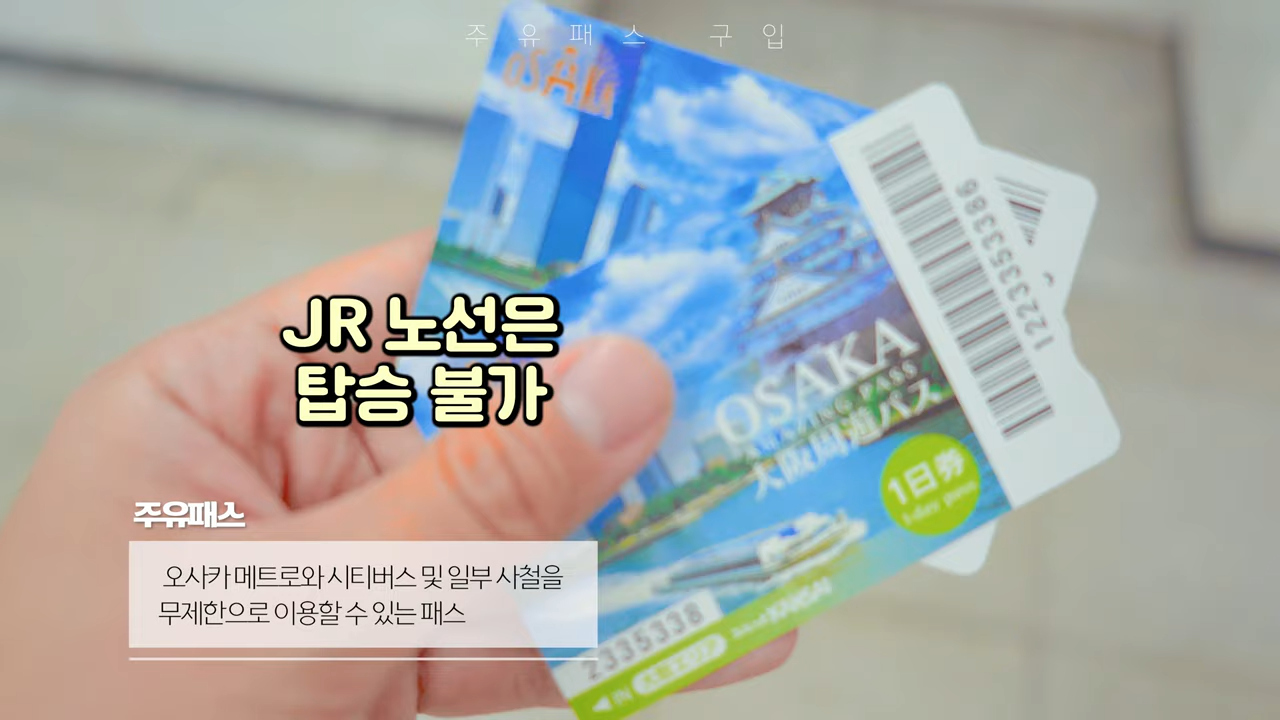 주유패스 구입
OSAKA
JR 노선은
탑승 불가
OSAKA
AMAZING PASS
大阪周遊パス
1日券
1day pass
주유패스
오사카 메트로와 시티버스 및 일부 사철을
무제한으로 이용할 수 있는 패스
2335338
◀ IN